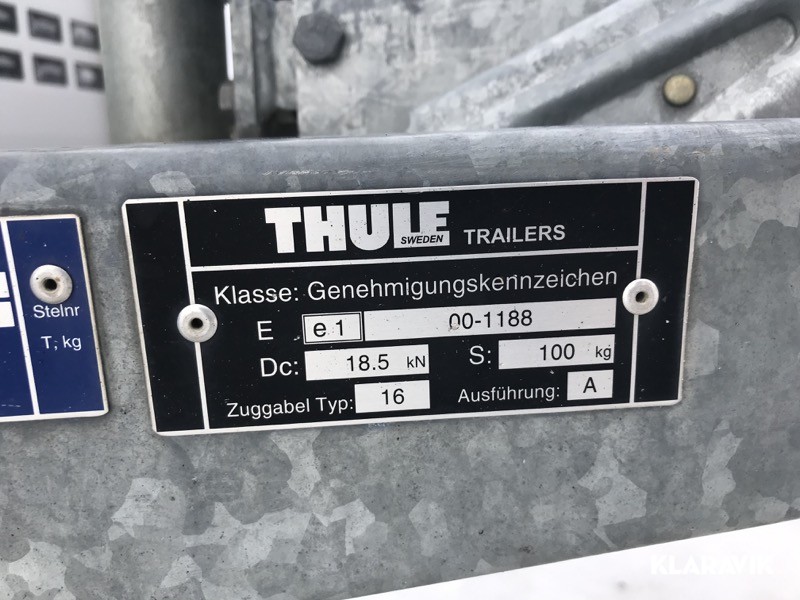 THULE
SWEDEN
TRAILERS
Klasse: Genehmigungskennzeichen
E e 1 00-1188
Dc: 18.5 kN S: 100 kg
Zuggabel Typ: 16 Ausführung: A
Stelnr
T, kg
KLARAVIK